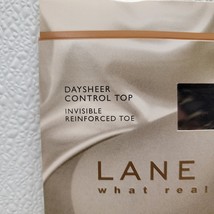 DAYSHEER
CONTROL TOP
INVISIBLE
REINFORCED TOE
LANE
what real